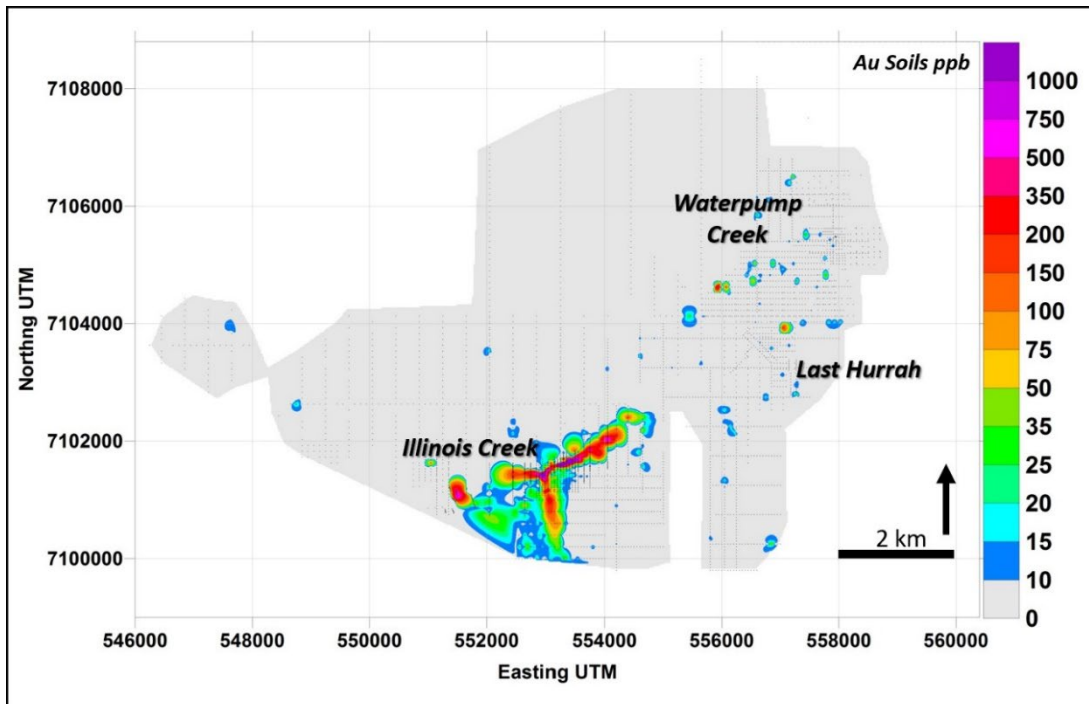 Au Soils ppb
7108000
7106000
7104000
7102000
7100000
Northng UTM
Waterpump
Creek
Last Hurrah
Illinois Creek
2 km
1000
750
500
350
200
150
100
75
50
35
25
20
15
10
0
546000 548000 550000 552000 554000 556000 558000 560000
Easting UTM